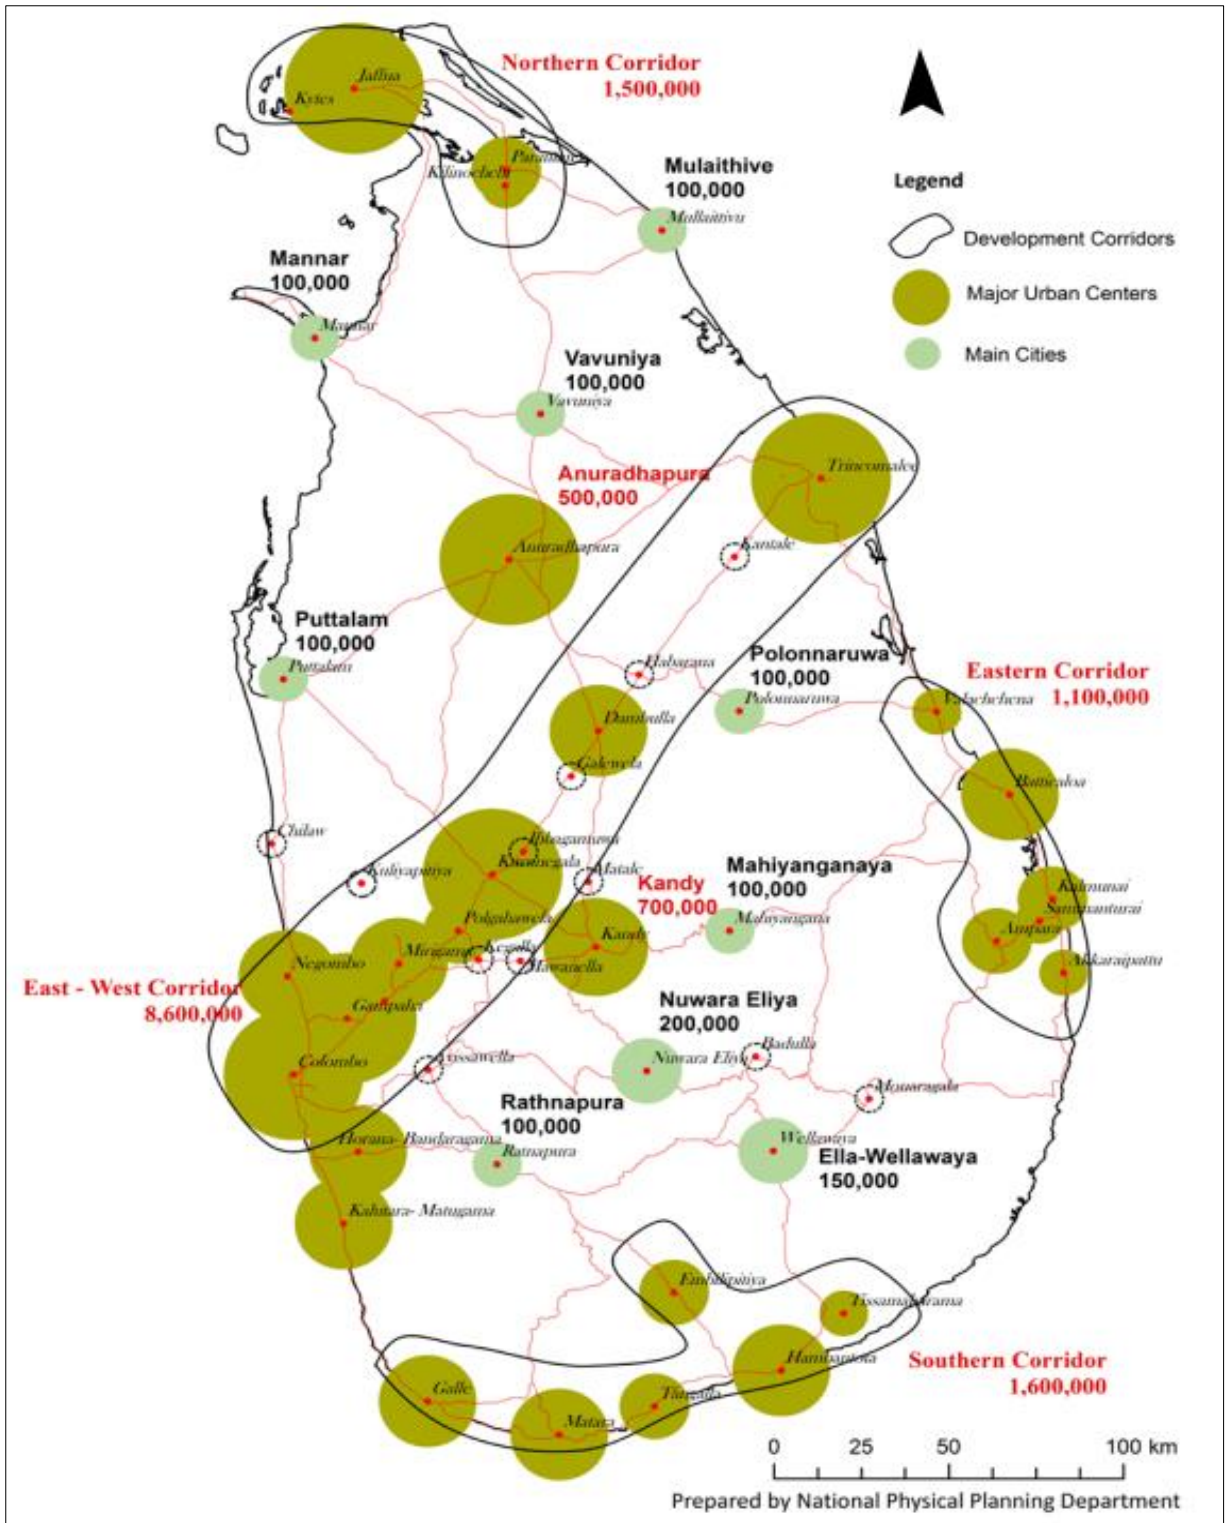 Northern Corridor
1,500,000
Jaffna
Kytes
Paranthan
Kilinochchi
Mulaithive
100,000
Mullaitivu
Legend
Development Corridors
Major Urban Centers
Main Cities
Mannar
100,000
Mannar
Vavuniya
100,000
Vavuniya
Anuradhapura
500,000
Anuradhapura
Trincomalee
Kantale
Puttalam
100,000
Puttalam
Habarana
Polonnaruwa
100,000
Polonnaruwa
Eastern Corridor
1,100,000
Valachchena
Dambulla
Galewela
Batticaloa
Chilaw
Kuliyapitiya
Ibbagamuwa
Kurunegala
Matale
Kandy
700,000
Mahiyanganaya
100,000
Mahiyangana
Kalmunai
Sammanturai
Ampara
Akkaraipattu
Polgahawela
Kegalla
Mawanella
Kandy
Mirigama
Negombo
East - West Corridor
8,600,000
Gampaha
Colombo
Nuwara Eliya
200,000
Nuwara Eliya
Badulla
Avissawella
Monaragala
Rathnapura
100,000
Ratnapura
Horana- Bandaragama
Wellawaya
Ella-Wellawaya
150,000
Kalutara- Matugama
Embilipitiya
Tissamaharama
Hambantota
Southern Corridor
1,600,000
Galle
Matara
Tangalla
0 25 50 100 km
Prepared by National Physical Planning Department